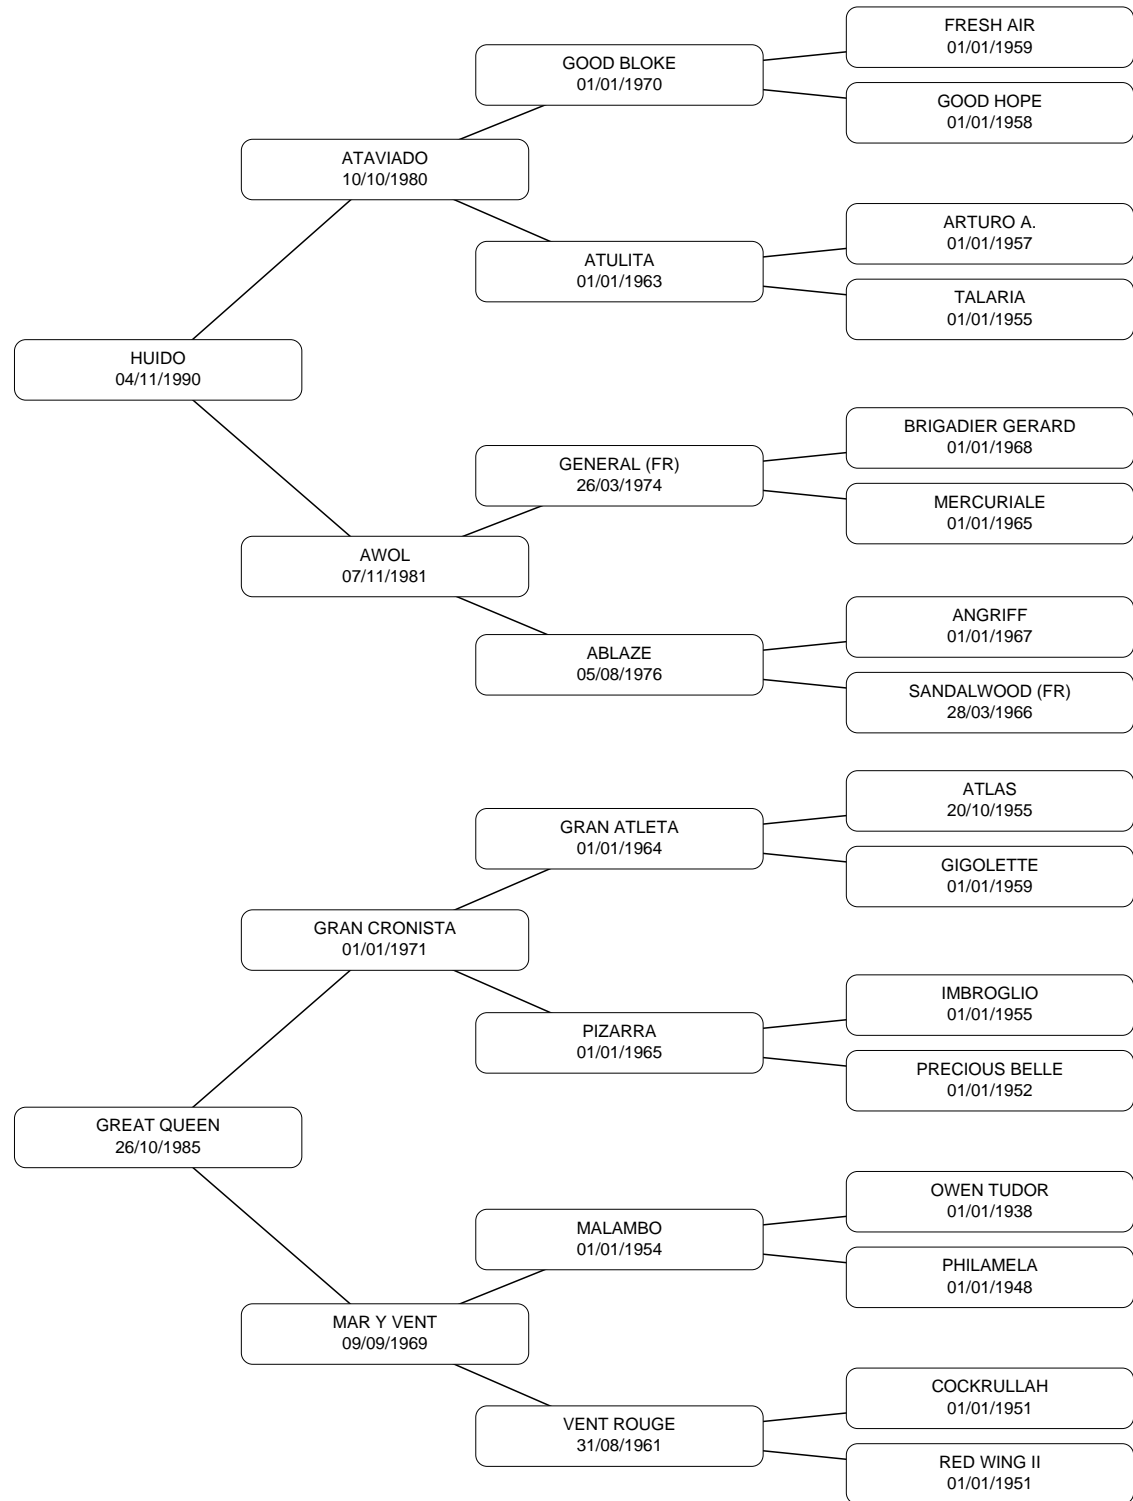 FRESH AIR
01/01/1959
GOOD BLOKE
01/01/1970
GOOD HOPE
01/01/1958
ATAVIADO
10/10/1980
ARTURO A.
01/01/1957
ATULITA
01/01/1963
TALARIA
01/01/1955
HUIDO
04/11/1990
BRIGADIER GERARD
01/01/1968
GENERAL (FR)
26/03/1974
MERCURIALE
01/01/1965
AWOL
07/11/1981
ANGRIFF
01/01/1967
ABLAZE
05/08/1976
SANDALWOOD (FR)
28/03/1966
ATLAS
20/10/1955
GRAN ATLETA
01/01/1964
GIGOLETTE
01/01/1959
GRAN CRONISTA
01/01/1971
IMBROGLIO
01/01/1955
PIZARRA
01/01/1965
PRECIOUS BELLE
01/01/1952
GREAT QUEEN
26/10/1985
OWEN TUDOR
01/01/1938
MALAMBO
01/01/1954
PHILAMELA
01/01/1948
MAR Y VENT
09/09/1969
COCKRULLAH
01/01/1951
VENT ROUGE
31/08/1961
RED WING II
01/01/1951